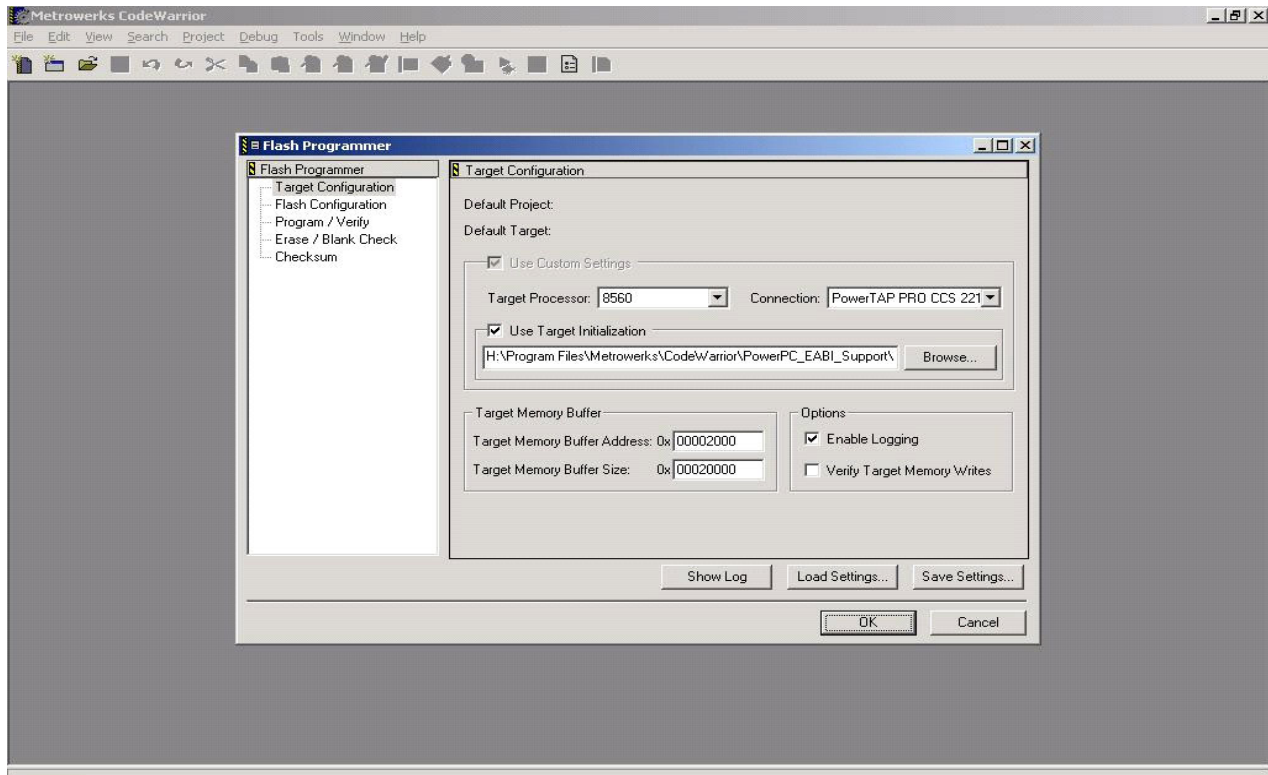 Metrowerks CodeWarrior
File Edit View Search Project Debug Tools Window Help
Flash Programmer
Flash Programmer
Target Configuration
Flash Configuration
Program / Verify
Erase / Blank Check
Checksum
Target Configuration
Default Project:
Default Target:
Use Custom Settings
Target Processor: 8560 Connection: PowerTAP PRO CCS 221
Use Target Initialization
H:\Program Files\Metrowerks\CodeWarrior\PowerPC_EABI_Support\ Browse...
Target Memory Buffer
Target Memory Buffer Address: 0x 00002000
Target Memory Buffer Size: 0x 00020000
Options
Enable Logging
Verify Target Memory Writes
Show Log Load Settings... Save Settings...
OK Cancel